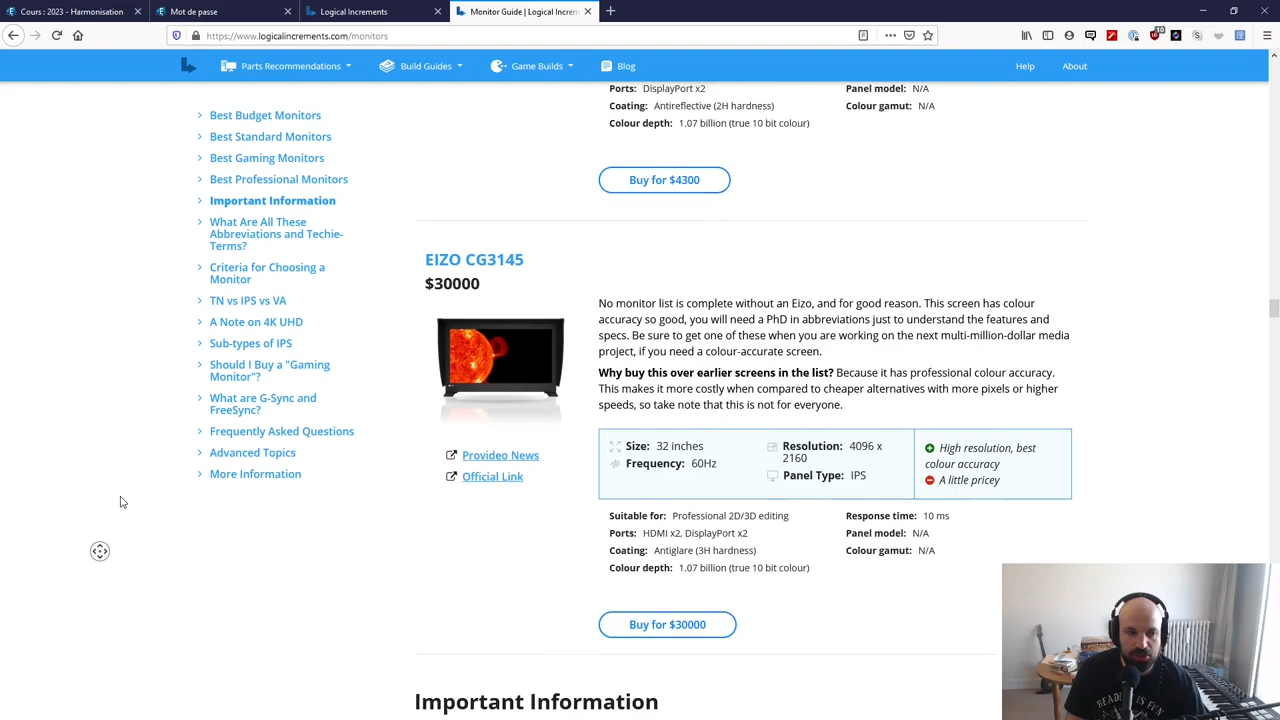 Cours : 2023 - Harmonisation
Mot de passe
Logical Increments
Monitor Guide | Logical Increm
https://www.logicalincrements.com/monitors
10
Parts Recommendations
Build Guides
Game Builds
Blog
Help
About
Best Budget Monitors
Best Standard Monitors
Best Gaming Monitors
Best Professional Monitors
Important Information
What Are All These
Abbreviations and Techie-
Terms?
Criteria for Choosing a
Monitor
TN vs IPS vs VA
A Note on 4K UHD
Sub-types of IPS
Should I Buy a "Gaming
Monitor"?
What are G-Sync and
FreeSync?
Frequently Asked Questions
Advanced Topics
More Information
Ports: DisplayPort x2
Panel model: N/A
Coating: Antireflective (2H hardness)
Colour gamut: N/A
Colour depth: 1.07 billion (true 10 bit colour)
Buy for $4300
EIZO CG3145
$30000
Provideo News
Official Link
No monitor list is complete without an Eizo, and for good reason. This screen has colour
accuracy so good, you will need a PhD in abbreviations just to understand the features and
specs. Be sure to get one of these when you are working on the next multi-million-dollar media
project, if you need a colour-accurate screen.
Why buy this over earlier screens in the list? Because it has professional colour accuracy.
This makes it more costly when compared to cheaper alternatives with more pixels or higher
speeds, so take note that this is not for everyone.
Size: 32 inches
Frequency: 60Hz
Resolution: 4096 x
2160
Panel Type: IPS
High resolution, best
colour accuracy
A little pricey
Suitable for: Professional 2D/3D editing
Response time: 10 ms
Ports: HDMI x2, DisplayPort x2
Panel model: N/A
Coating: Antiglare (3H hardness)
Colour gamut: N/A
Colour depth: 1.07 billion (true 10 bit colour)
Buy for $30000
Important Information